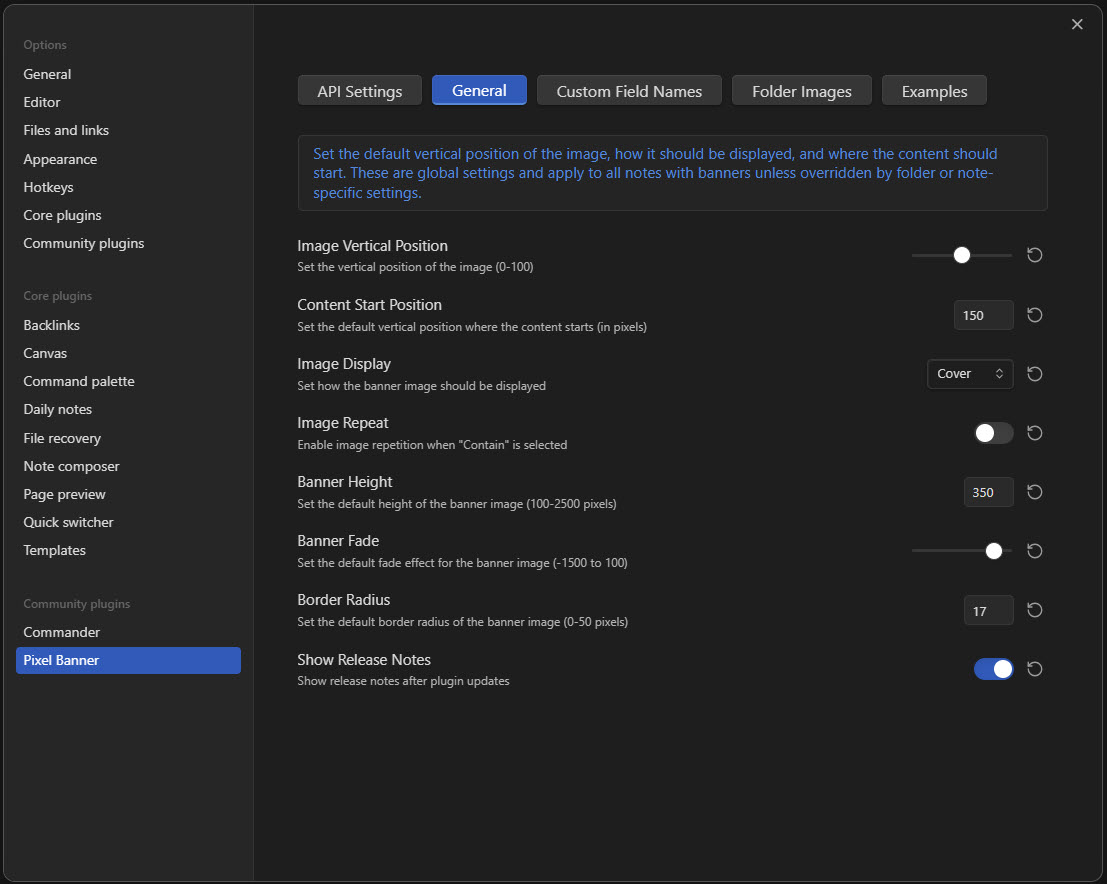 Options
General
Editor
Files and links
Appearance
Hotkeys
Core plugins
Community plugins
Core plugins
Backlinks
Canvas
Command palette
Daily notes
File recovery
Note composer
Page preview
Quick switcher
Templates
Community plugins
Commander
Pixel Banner
API Settings
General
Custom Field Names
Folder Images
Examples
Set the default vertical position of the image, how it should be displayed, and where the content should
start. These are global settings and apply to all notes with banners unless overridden by folder or note-
specific settings.
Image Vertical Position
Set the vertical position of the image (0-100)
Content Start Position
Set the default vertical position where the content starts (in pixels)
150
Image Display
Set how the banner image should be displayed
Cover
Image Repeat
Enable image repetition when "Contain" is selected
Banner Height
Set the default height of the banner image (100-2500 pixels)
350
Banner Fade
Set the default fade effect for the banner image (-1500 to 100)
Border Radius
Set the default border radius of the banner image (0-50 pixels)
17
Show Release Notes
Show release notes after plugin updates